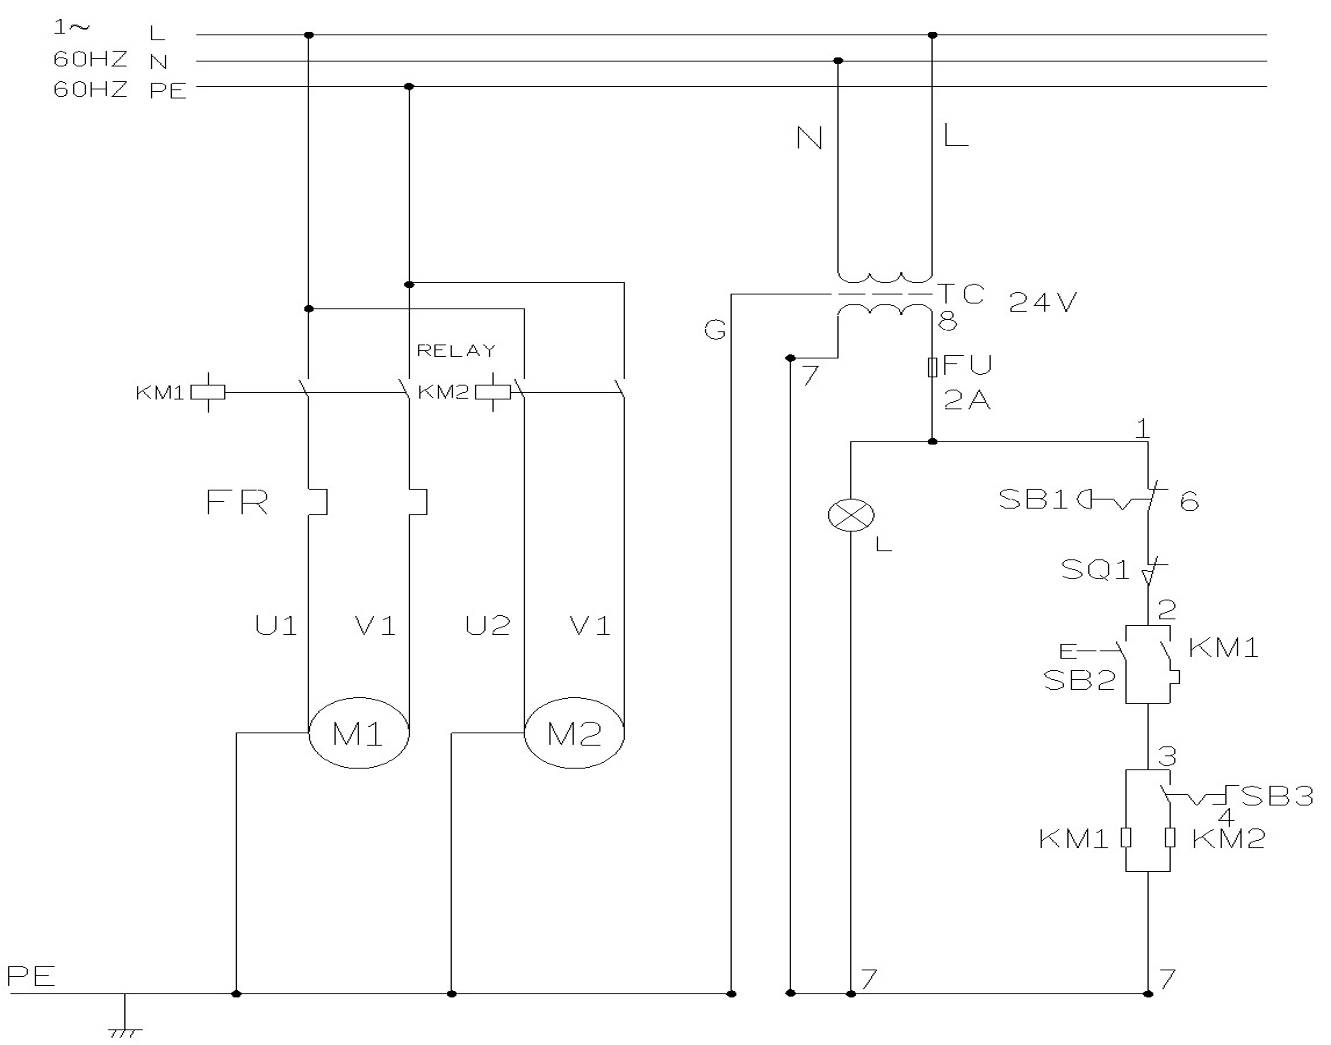 1~ L
60HZ N
60HZ PE
N L
TC 24V
8
G
RELAY
FU
7
KM1 KM2
2A
1
FR
SB1 6
L
SQ1
2
U1 V1 U2 V1
KM1
E
SB2
M1 M2
3
SB3
4
KM1 KM2
PE
7 7